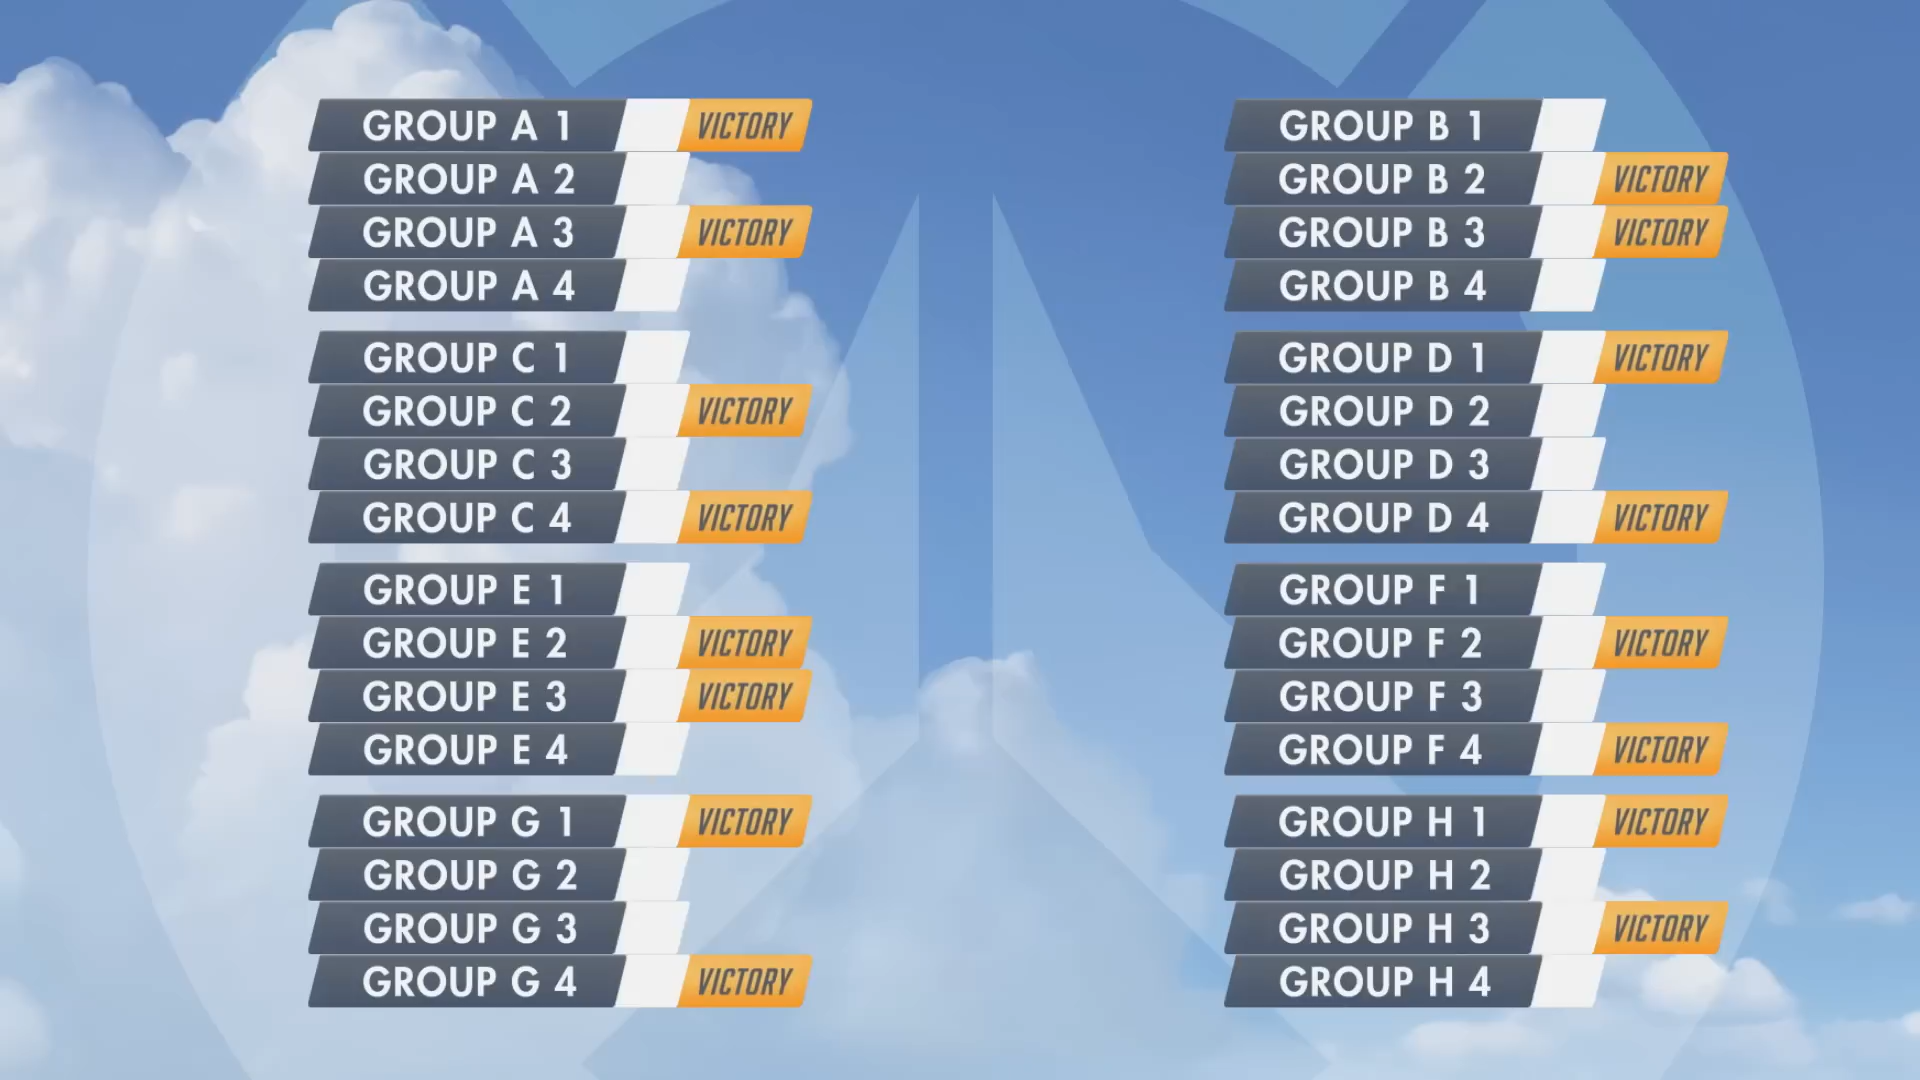 GROUP A 1 VICTORY
GROUP A 2
GROUP A 3 VICTORY
GROUP A 4
GROUP C 1
GROUP C 2 VICTORY
GROUP C 3
GROUP C 4 VICTORY
GROUP E 1
GROUP E 2 VICTORY
GROUP E 3 VICTORY
GROUP E 4
GROUP G 1 VICTORY
GROUP G 2
GROUP G 3
GROUP G 4 VICTORY
GROUP B 1
GROUP B 2 VICTORY
GROUP B 3 VICTORY
GROUP B 4
GROUP D 1 VICTORY
GROUP D 2
GROUP D 3
GROUP D 4 VICTORY
GROUP F 1
GROUP F 2 VICTORY
GROUP F 3
GROUP F 4 VICTORY
GROUP H 1 VICTORY
GROUP H 2
GROUP H 3 VICTORY
GROUP H 4